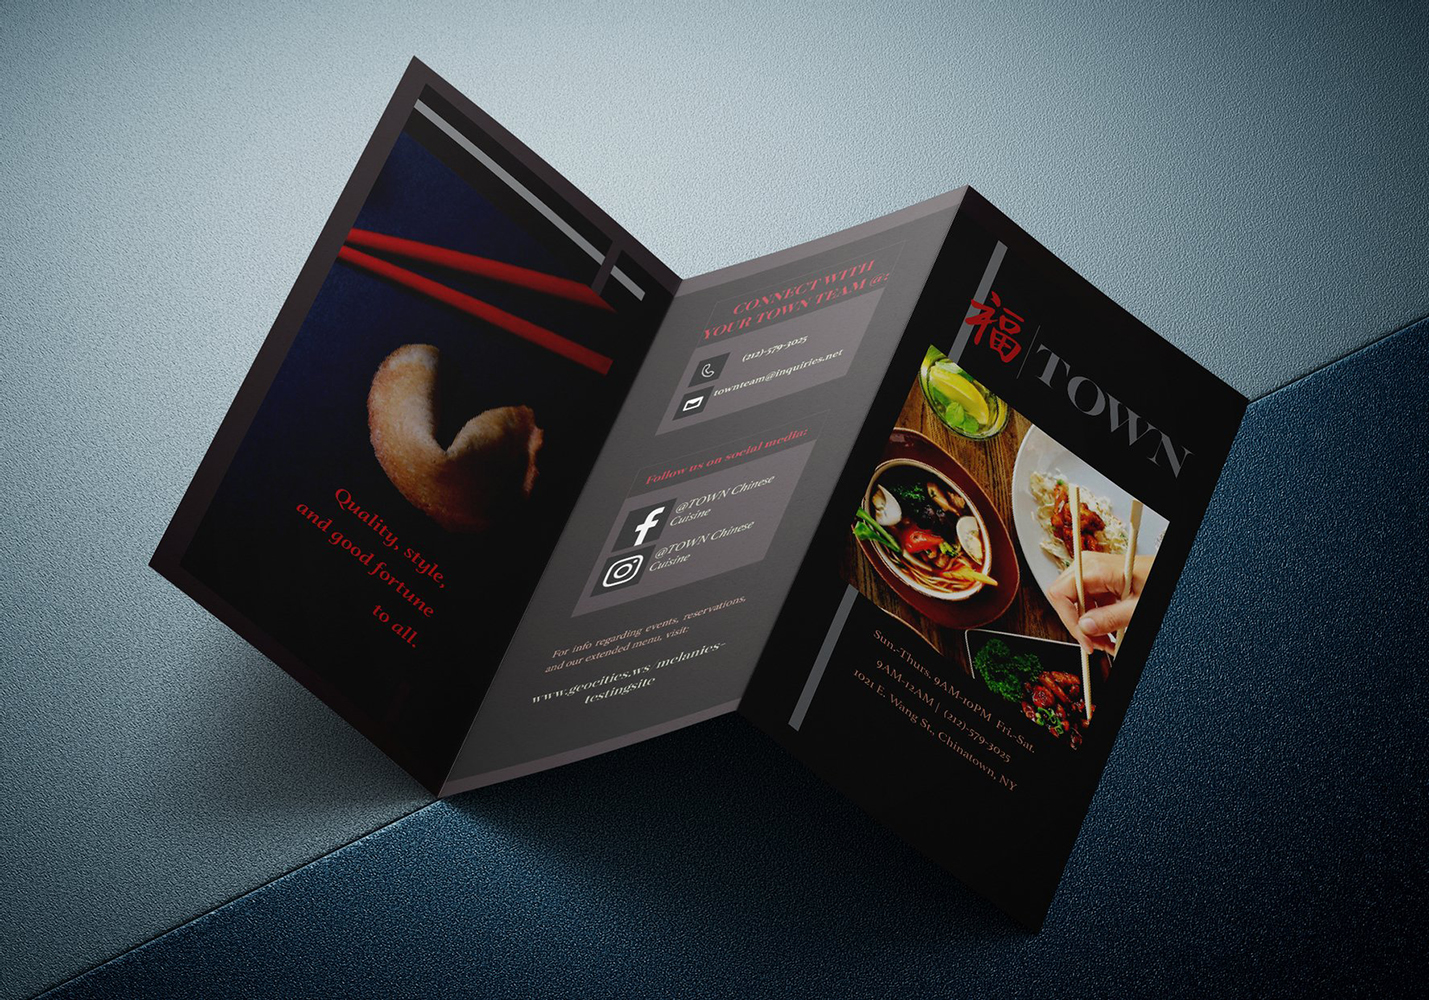 Quality, style,
and good fortune
to all.
CONNECT WITH
YOUR TOWN TEAM @:
(212)-579-3025
townteam@inquiries.net
Follow us on social media:
@TOWN Chinese
Cuisine
@TOWN Chinese
Cuisine
For info regarding events, reservations,
and our extended menu, visit:
www.geocities.ws/melanies-
testingsite
福 TOWN
Sun.-Thurs. 9AM-10PM Fri.-Sat.
9AM-12AM | (212)-579-3025
1021 E. Wang St., Chinatown, NY